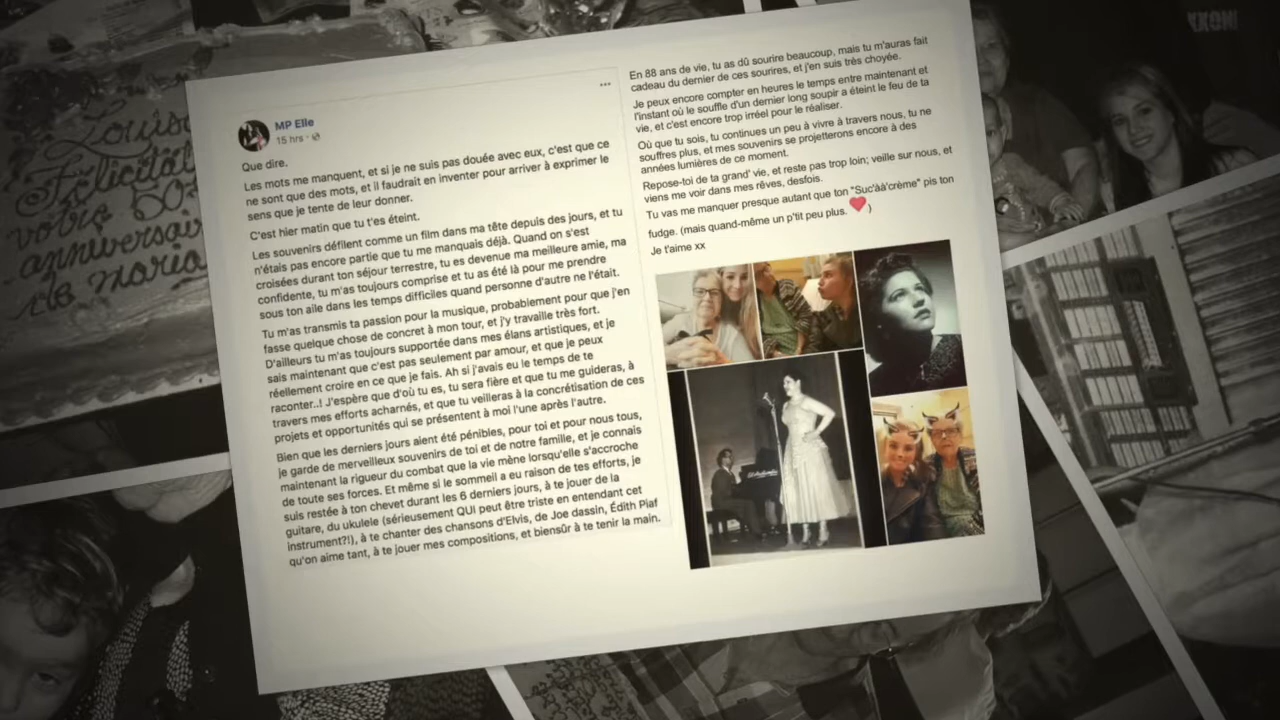 Louise
Félicitat
votre 50e
anniversair
de maria
MP Elle
15 hrs
Que dire.
Les mots me manquent, et si je ne suis pas douée avec eux, c'est que ce
ne sont que des mots, et il faudrait en inventer pour arriver à exprimer le
sens que je tente de leur donner.
C'est hier matin que tu t'es éteint.
Les souvenirs défilent comme un film dans ma tête depuis des jours, et tu
n'étais pas encore partie que tu me manquais déjà. Quand on s'est
croisées durant ton séjour terrestre, tu es devenue ma meilleure amie, ma
confidente, tu m'as toujours comprise et tu as été là pour me prendre
sous ton aile dans les temps difficiles quand personne d'autre ne l'était.
Tu m'as transmis ta passion pour la musique, probablement pour que j'en
fasse quelque chose de concret à mon tour, et j'y travaille très fort.
D'ailleurs tu m'as toujours supportée dans mes élans artistiques, et je
sais maintenant que c'est pas seulement par amour, et que je peux
réellement croire en ce que je fais. Ah si j'avais eu le temps de te
raconter..! J'espère que d'où tu es, tu sera fière et que tu me guideras, à
travers mes efforts acharnés, et que tu veilleras à la concrétisation de ces
projets et opportunités qui se présentent à moi l'une après l'autre.
Bien que les derniers jours aient été pénibles, pour toi et pour nous tous,
je garde de merveilleux souvenirs de toi et de notre famille, et je connais
maintenant la rigueur du combat que la vie mène lorsqu'elle s'accroche
de toute ses forces. Et même si le sommeil a eu raison de tes efforts, je
suis restée à ton chevet durant les 6 derniers jours, à te jouer de la
guitare, du ukulele (sérieusement QUI peut être triste en entendant cet
instrument?!), à te chanter des chansons d'Elvis, de Joe dassin, Édith Piaf
qu'on aime tant, à te jouer mes compositions, et biensûr à te tenir la main.
En 88 ans de vie, tu as dû sourire beaucoup, mais tu m'auras fait
cadeau du dernier de ces sourires, et j'en suis très choyée.
Je peux encore compter en heures le temps entre maintenant et
l'instant où le souffle d'un dernier long soupir a éteint le feu de ta
vie, et c'est encore trop irréel pour le réaliser.
Où que tu sois, tu continues un peu à vivre à travers nous, tu ne
souffres plus, et mes souvenirs se projetterons encore à des
années lumières de ce moment.
Repose-toi de ta grand' vie, et reste pas trop loin; veille sur nous, et
viens me voir dans mes rêves, desfois.
Tu vas me manquer presque autant que ton "Suc'àà'crème" pis ton
fudge. (mais quand-même un p'tit peu plus. ❤️)
Je t'aime xx